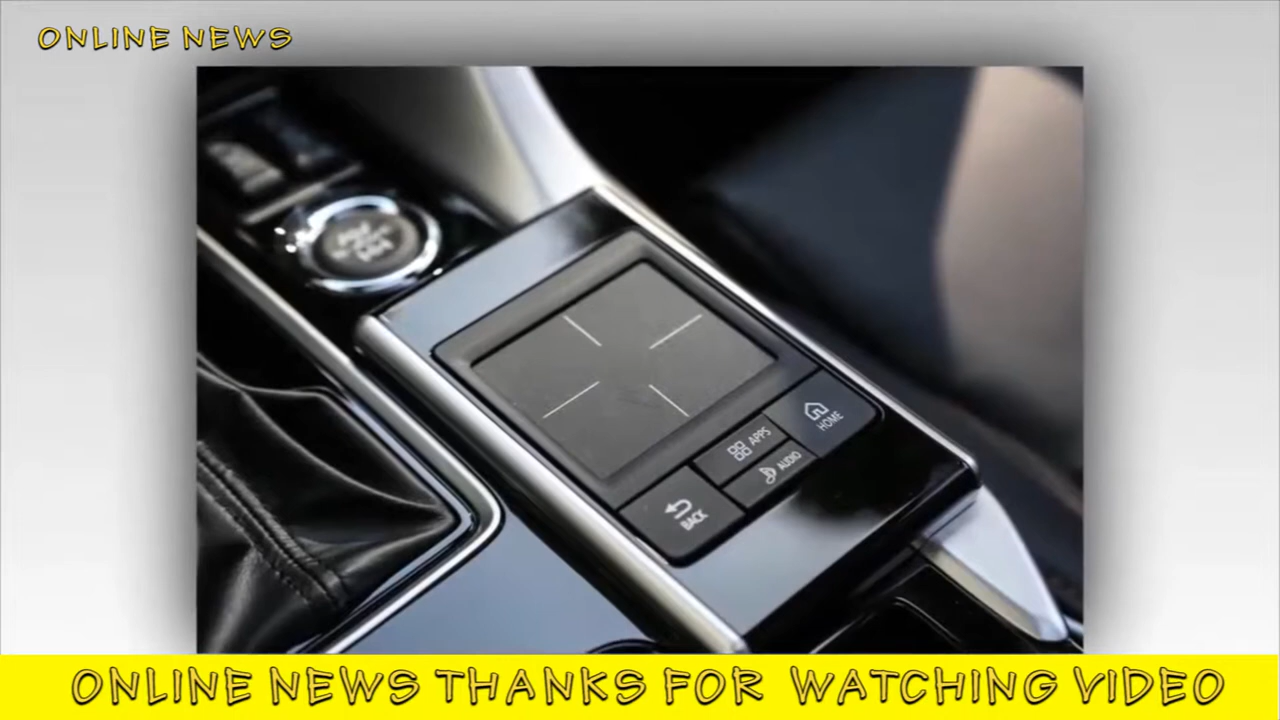 ONLINE NEWS
HOME
APPS
AUDIO
BACK
ONLINE NEWS THANKS FOR WATCHING VIDEO